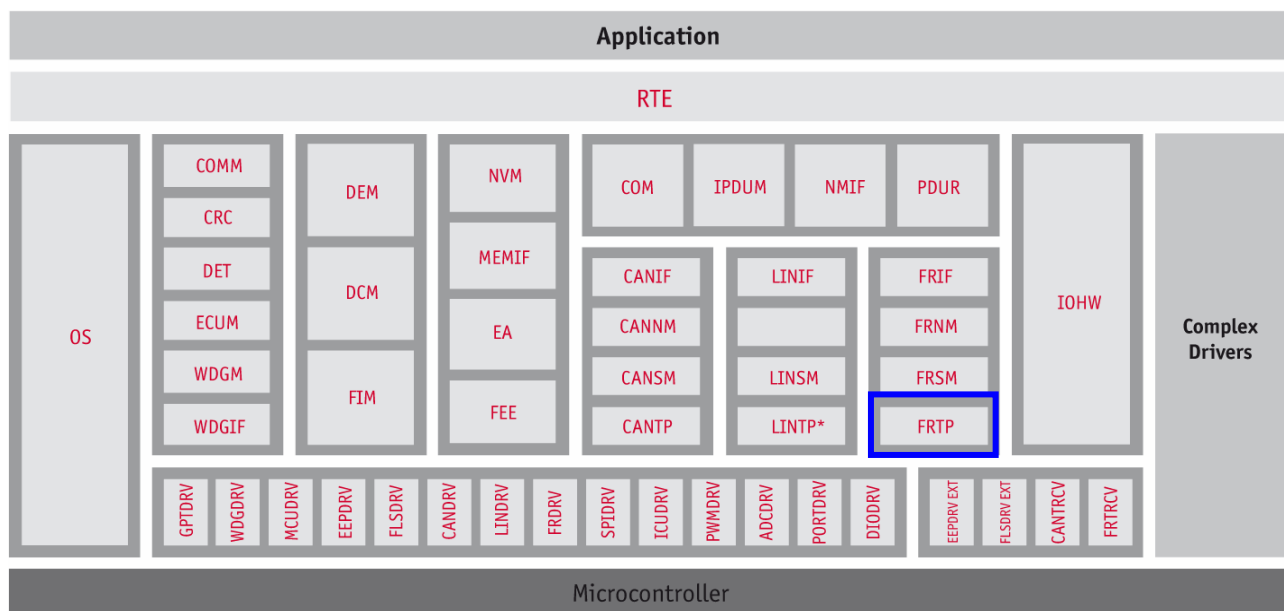 Application
RTE
OS
COMM
CRC
DET
ECUM
WDGM
WDGIF
DEM
DCM
FIM
NVM
MEMIF
EA
FEE
COM
IPDUM
NMIF
PDUR
CANIF
CANNM
CANSM
CANTP
LINIF
LINSM
LINTP*
FRIF
FRNM
FRSM
FRTP
IOHW
Complex
Drivers
GPTDRV
WDGDRV
MCUDRV
EEPDRV
FLSDRV
CANDRV
LINDRV
FRDRV
SPIDRV
ICUDRV
PWMDRV
ADCDRV
PORTDRV
DIODRV
EEPDRV EXT
FLSDRV EXT
CANTRCV
FRTRCV
Microcontroller